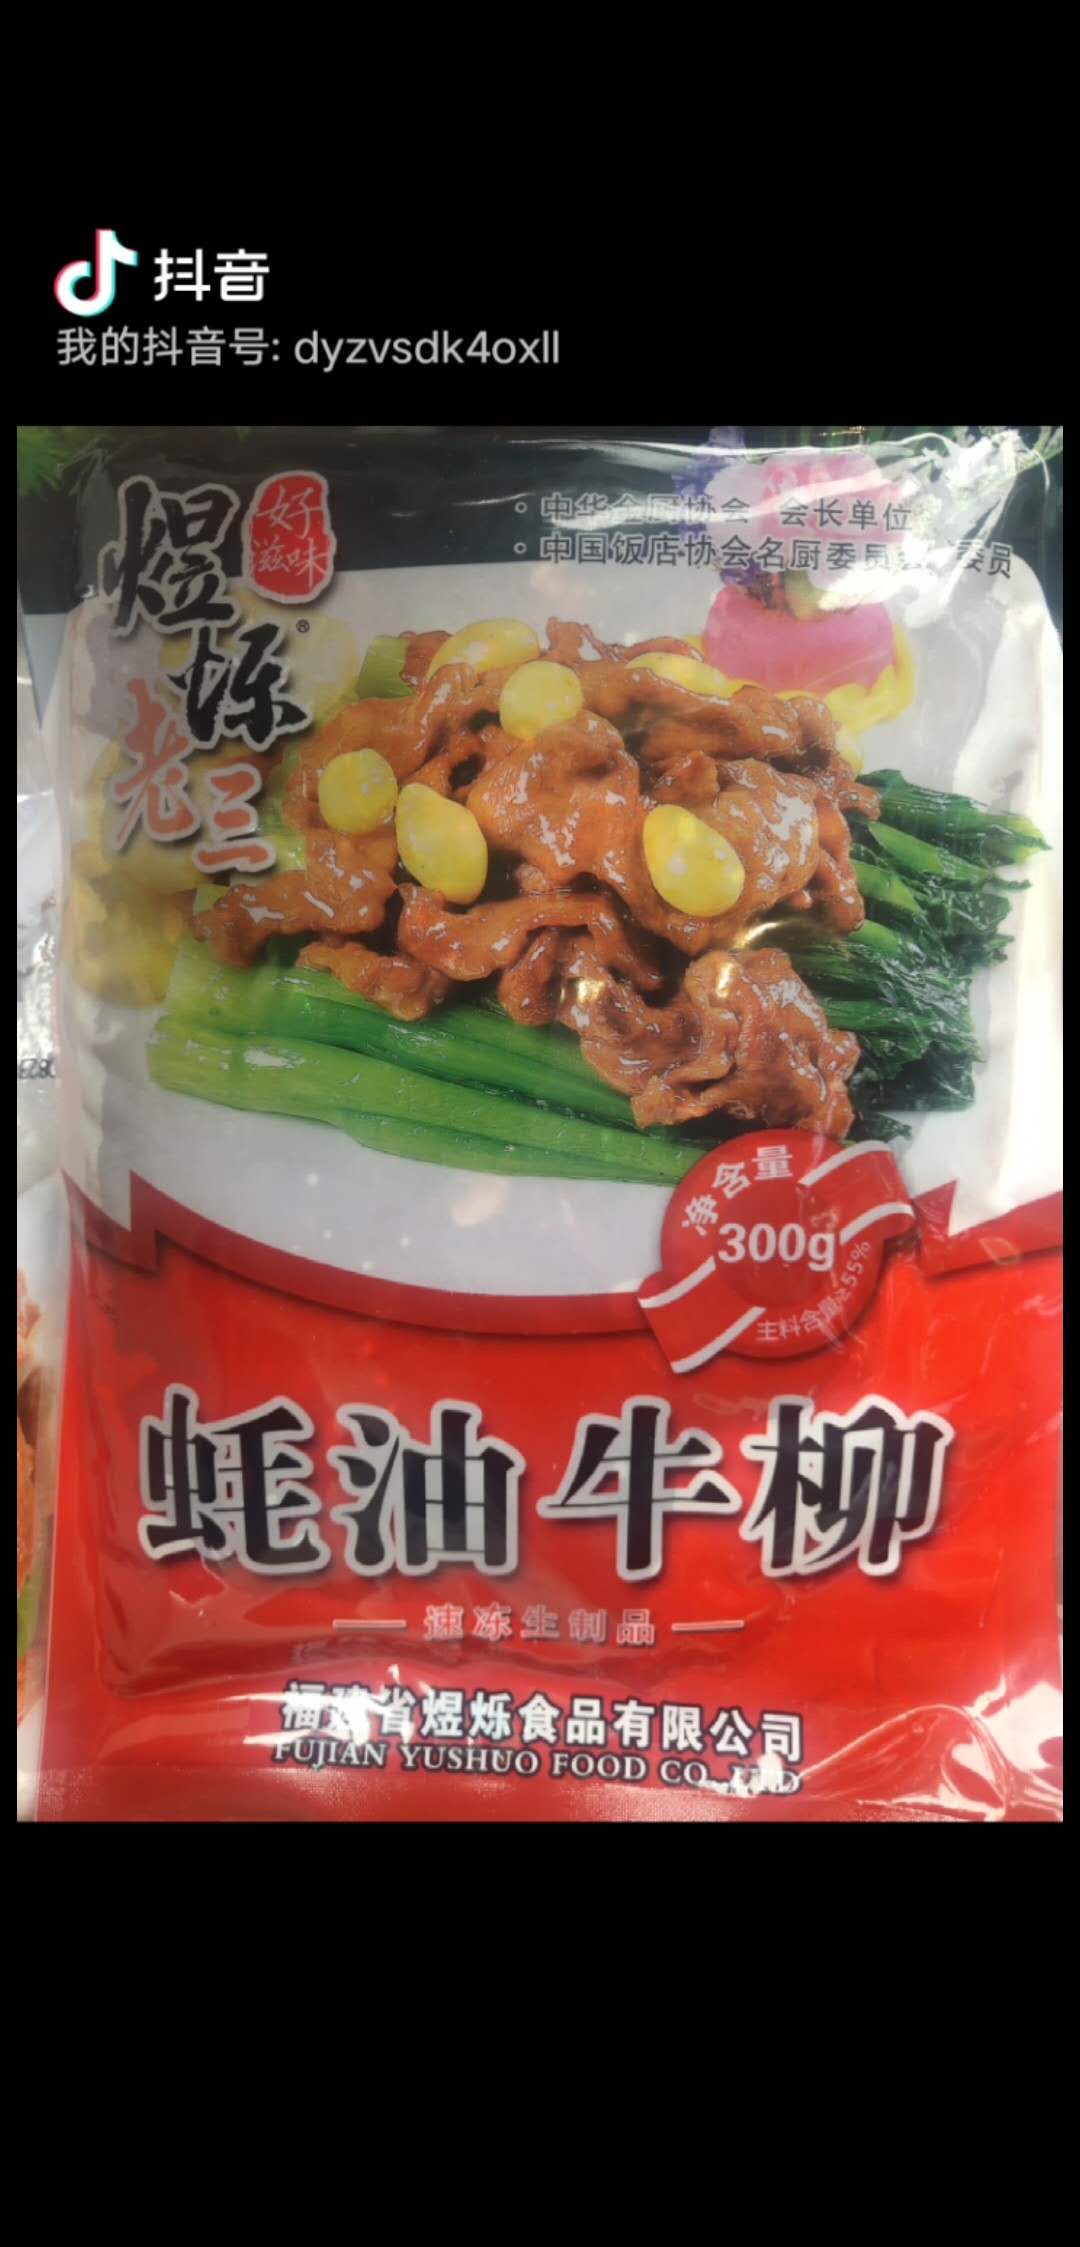 抖音
我的抖音号: dyzvsdk4oxll
好
滋味
煜烁®
老三
。中华金厨协会 会长单位
。中国饭店协会名厨委员会 委员
净含量
300g
主料含量≥55%
蚝油牛柳
速冻生制品
福建省煜烁食品有限公司
FUJIAN YUSHUO FOOD CO.,LTD